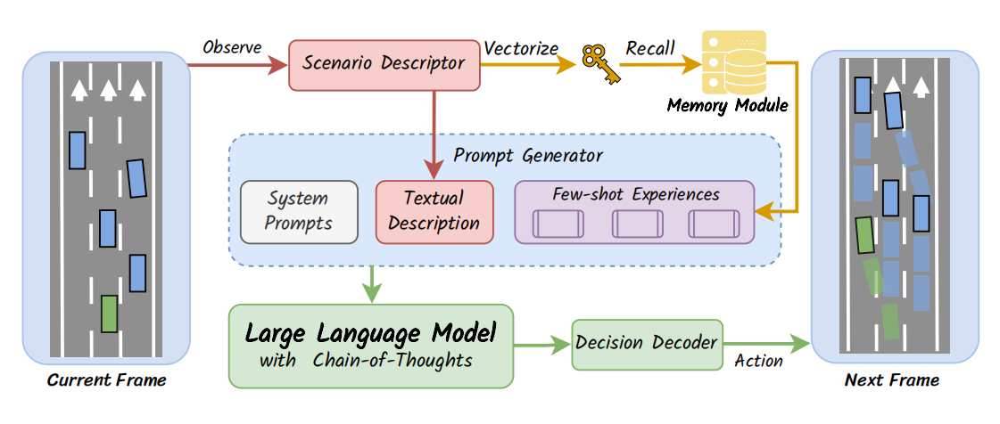 Observe
Scenario Descriptor
Vectorize
Recall
Memory Module
Prompt Generator
System
Prompts
Textual
Description
Few-shot Experiences
Large Language Model
with Chain-of-Thoughts
Decision Decoder
Action
Current Frame
Next Frame